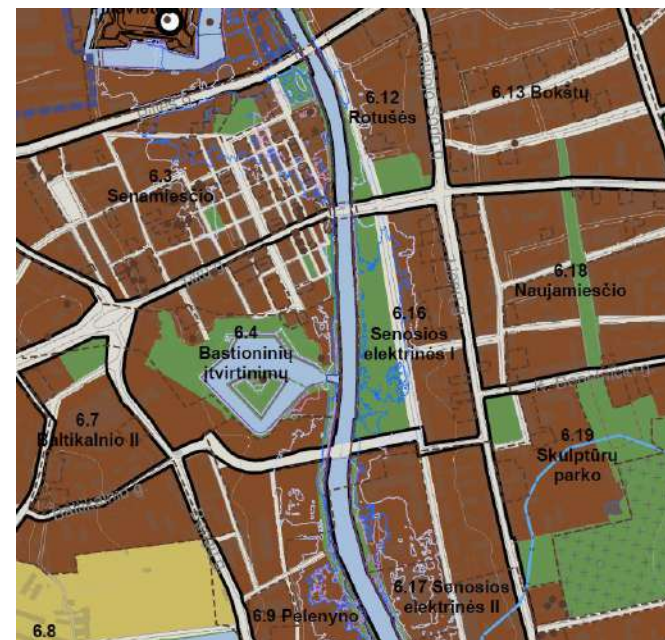 6.12
Rotušės
6.13 Bokštų
6.3
Senamiesčio
6.18
Naujamiesčio
6.4
Bastioninių
įtvirtinimų
6.16
Senosios
elektrinės I
6.7
Baltikalnio II
6.19
Skulptūrų
parko
6.17 Senosios
elektrinės II
6.9 Pelenyno
6.8